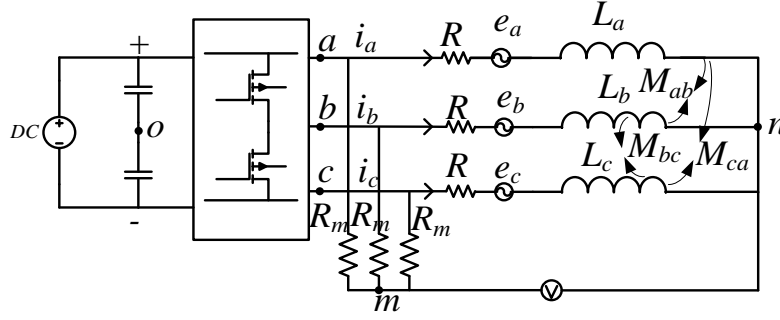 +
-
DC
o
a
i_a
R
e_a
L_a
M_ab
b
i_b
R
e_b
L_b
n
M_bc
M_ca
c
i_c
R
e_c
L_c
R_m R_m R_m
m
V